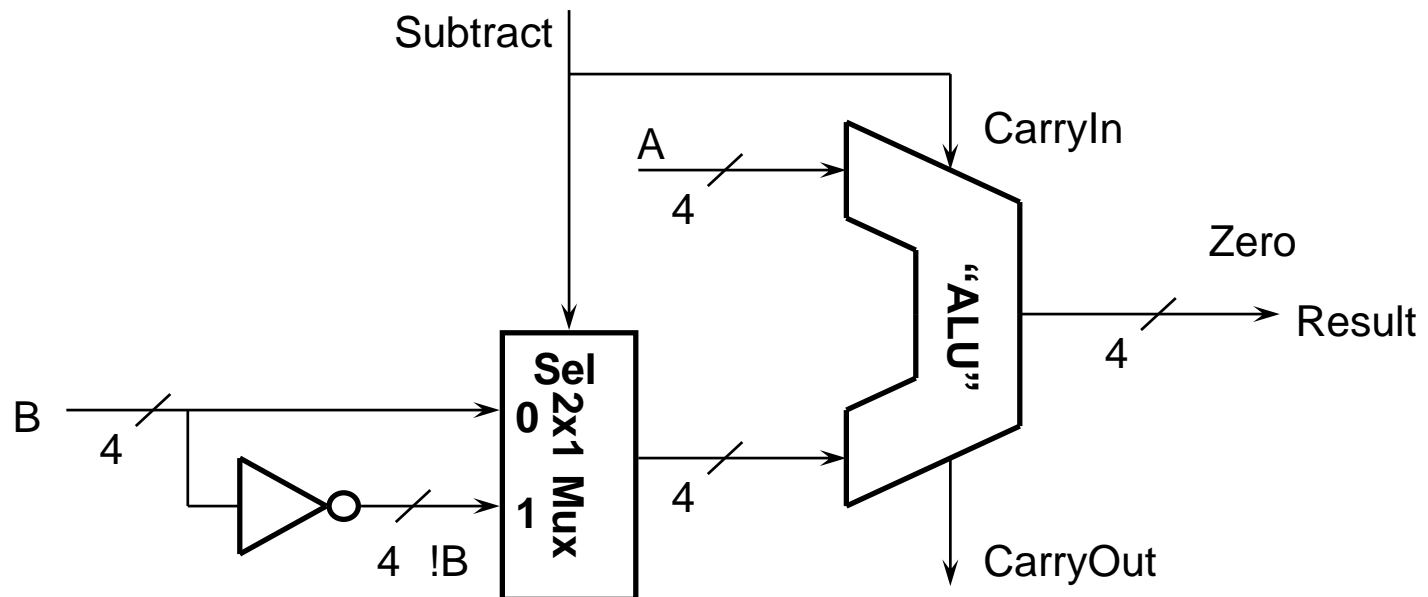 Subtract
CarryIn
A
4
Zero
"ALU"
Result
4
Sel
B
0
2x1 Mux
4
4
1
4
!B
CarryOut